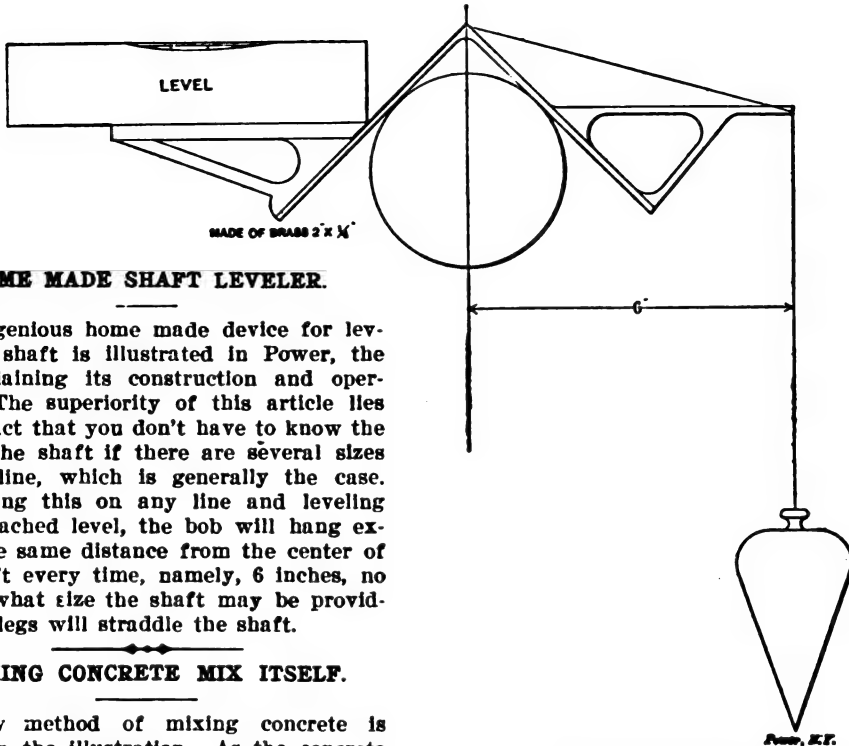 LEVEL
MADE OF BRASS 2" X ¼"
6"
ME MADE SHAFT LEVELER.
genious home made device for lev-
shaft is illustrated in Power, the
laining its construction and oper-
The superiority of this article lies
ct that you don't have to know the
he shaft if there are several sizes
line, which is generally the case.
ng this on any line and leveling
ached level, the bob will hang ex-
e same distance from the center of
t every time, namely, 6 inches, no
what size the shaft may be provid-
legs will straddle the shaft.
ING CONCRETE MIX ITSELF.
y method of mixing concrete is
the illustration. As the concrete
Power, N.Y.